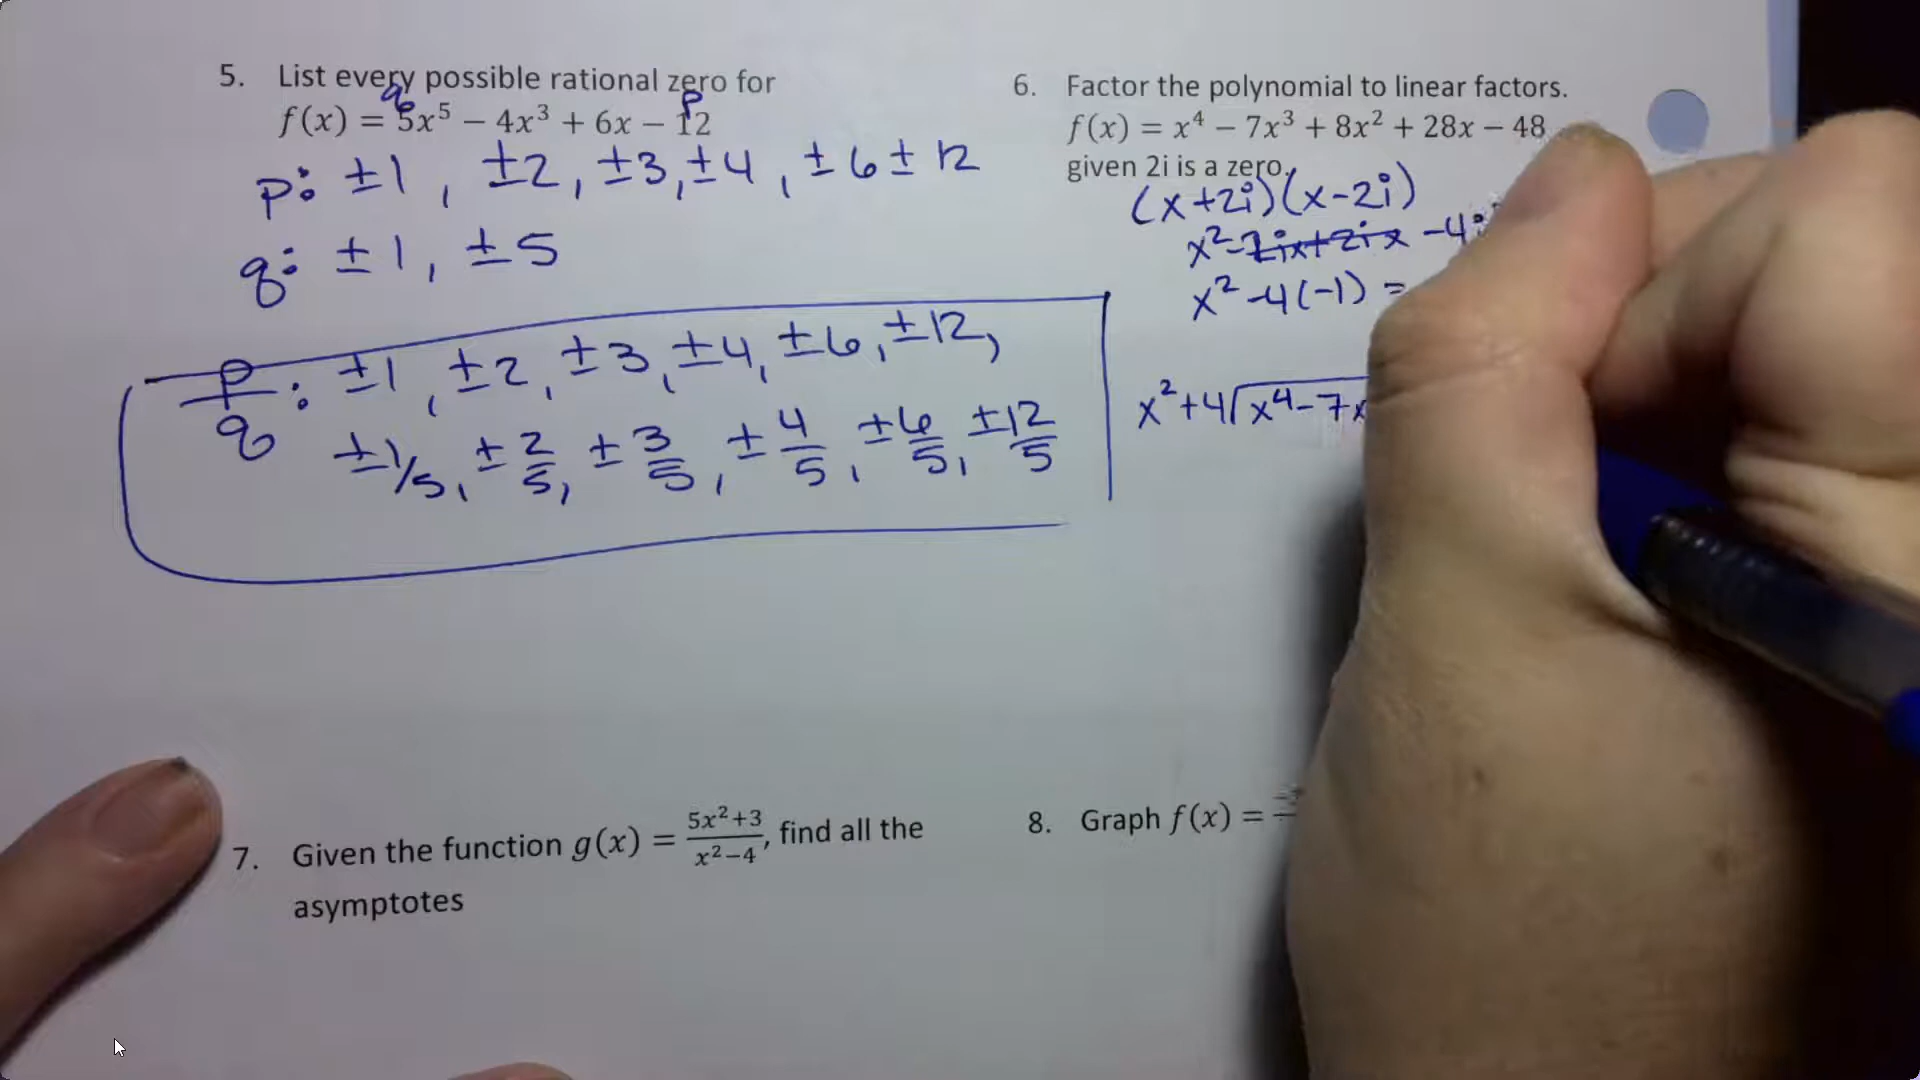 5. List every possible rational zero for
q p
f(x) = 5x⁵ − 4x³ + 6x − 12
p: ±1, ±2, ±3, ±4, ±6 ±12
q: ±1, ±5
p/q: ±1, ±2, ±3, ±4, ±6, ±12,
±1/5, ±2/5, ±3/5, ±4/5, ±6/5, ±12/5
6. Factor the polynomial to linear factors.
f(x) = x⁴ − 7x³ + 8x² + 28x − 48
given 2i is a zero.
(x+2i)(x-2i)
x²-2ix+2ix -4i
x²-4(-1) =
x²+4√x⁴-7x
7. Given the function g(x) = (5x²+3)/(x²−4), find all the
asymptotes
8. Graph f(x) =